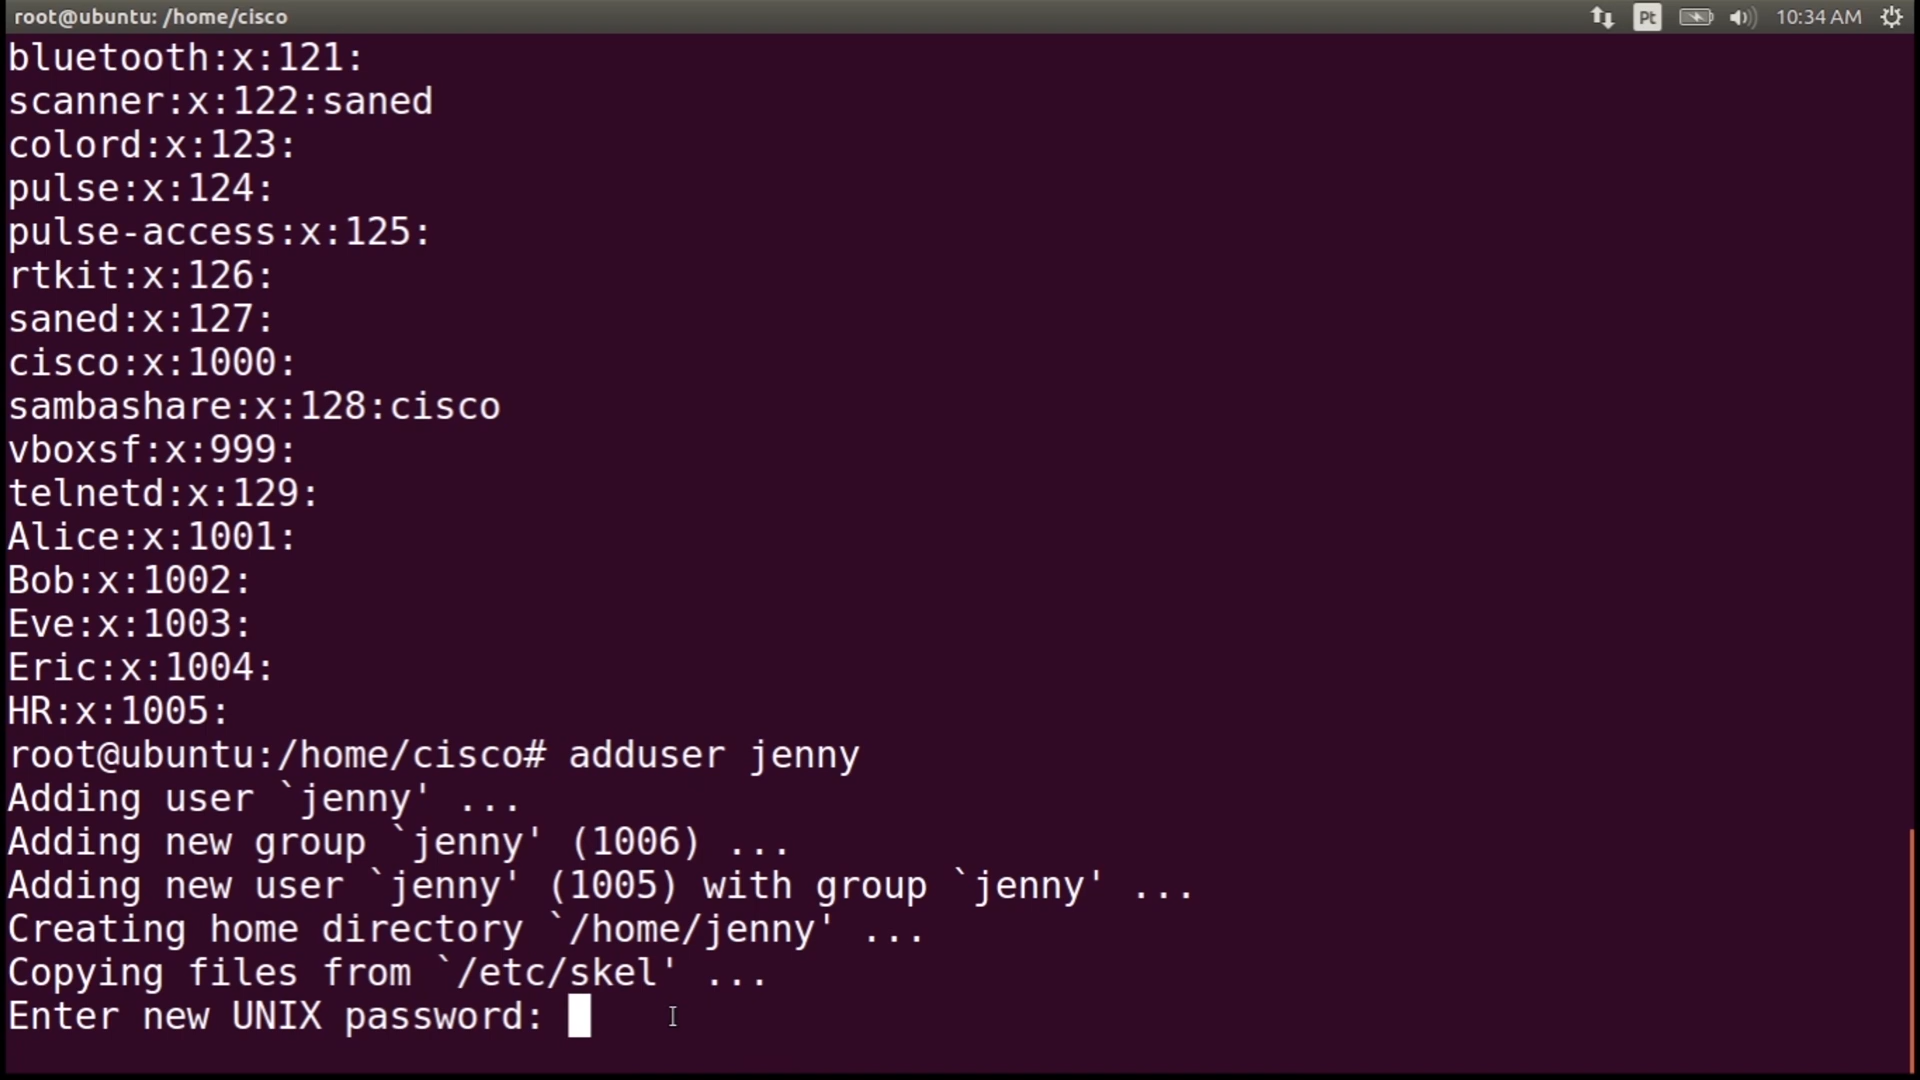 root@ubuntu: /home/cisco
Pt
10:34 AM
bluetooth:x:121:
scanner:x:122:saned
colord:x:123:
pulse:x:124:
pulse-access:x:125:
rtkit:x:126:
saned:x:127:
cisco:x:1000:
sambashare:x:128:cisco
vboxsf:x:999:
telnetd:x:129:
Alice:x:1001:
Bob:x:1002:
Eve:x:1003:
Eric:x:1004:
HR:x:1005:
root@ubuntu:/home/cisco# adduser jenny
Adding user `jenny' ...
Adding new group `jenny' (1006) ...
Adding new user `jenny' (1005) with group `jenny' ...
Creating home directory `/home/jenny' ...
Copying files from `/etc/skel' ...
Enter new UNIX password: